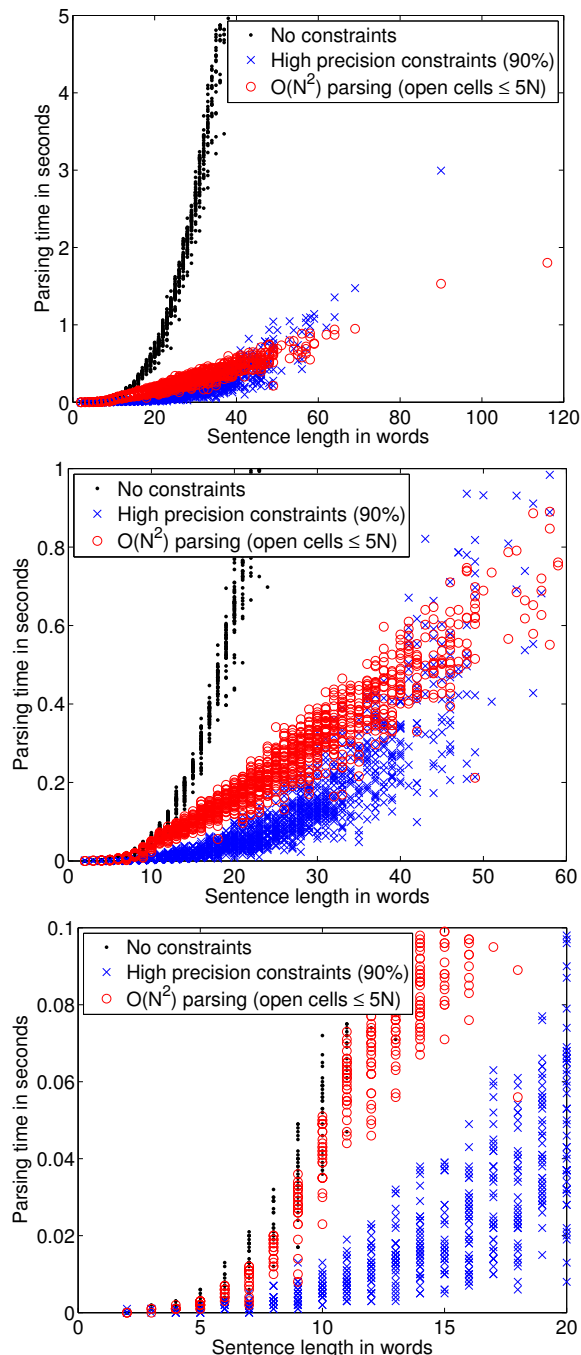 5
4
3
2
1
0
Parsing time in seconds
No constraints
High precision constraints (90%)
O(N²) parsing (open cells ≤ 5N)
20 40 60 80 100 120
Sentence length in words
1
0.8
0.6
0.4
0.2
0
Parsing time in seconds
No constraints
High precision constraints (90%)
O(N²) parsing (open cells ≤ 5N)
0 10 20 30 40 50 60
Sentence length in words
0.1
0.08
0.06
0.04
0.02
0
Parsing time in seconds
No constraints
High precision constraints (90%)
O(N²) parsing (open cells ≤ 5N)
0 5 10 15 20
Sentence length in words